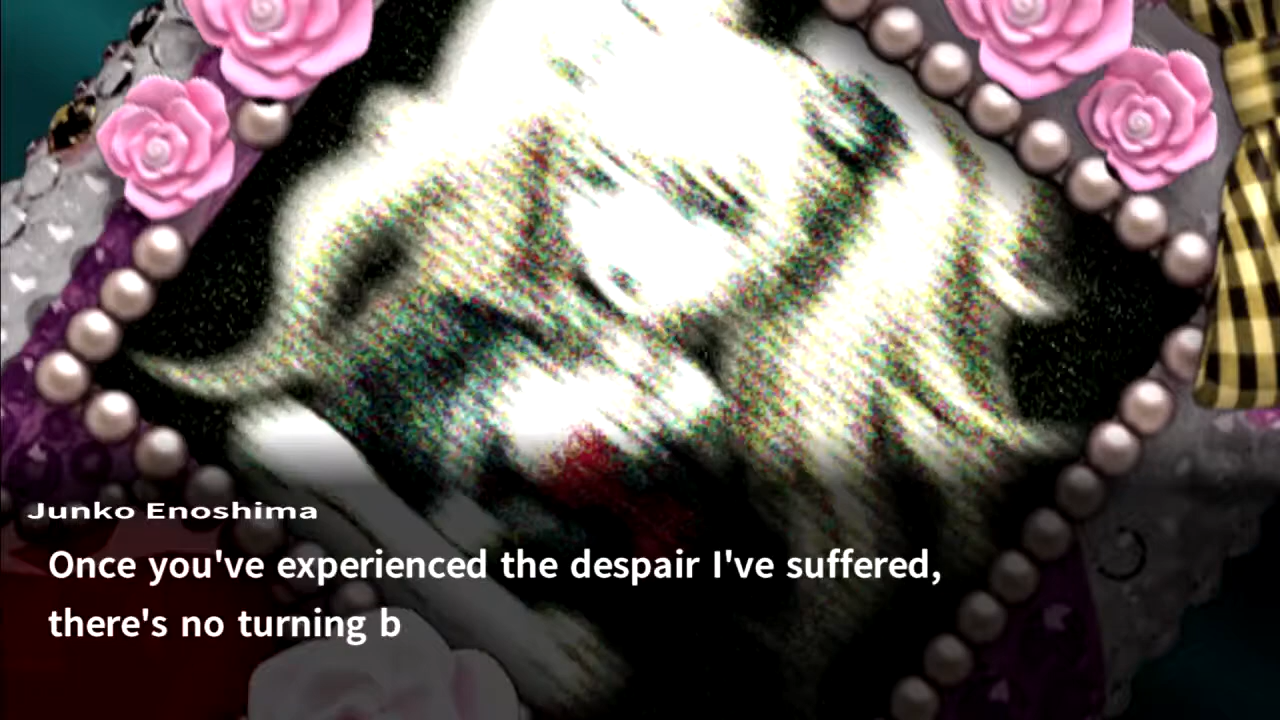 Junko Enoshima
Once you've experienced the despair I've suffered,
there's no turning b